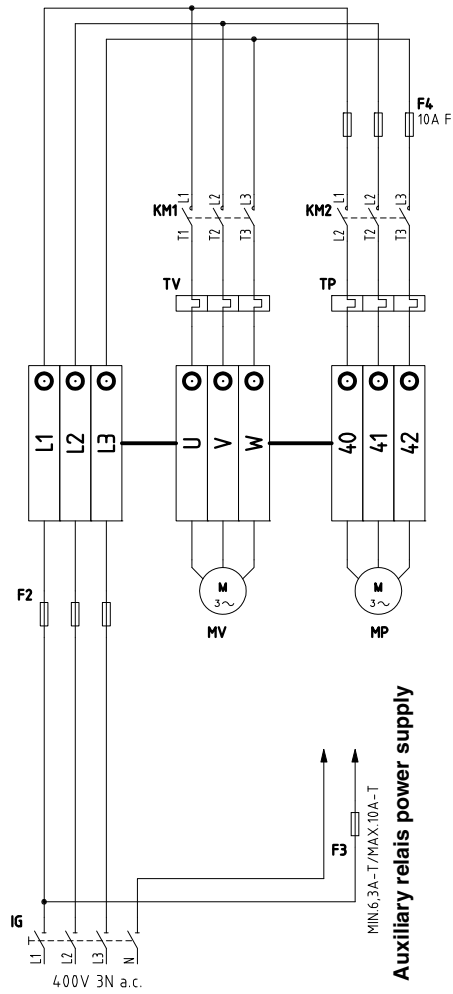 F4
10A F
L1
L2
L3
L1
L2
L3
KM1
KM2
T1
T2
T3
L2
T2
T3
TV
TP
L1
L2
L3
U
V
W
40
41
42
F2
M
3~
M
3~
MV
MP
F3
MIN.6,3A-T/MAX.10A-T
Auxiliary relais power supply
IG
L1
L2
L3
N
400V 3N a.c.